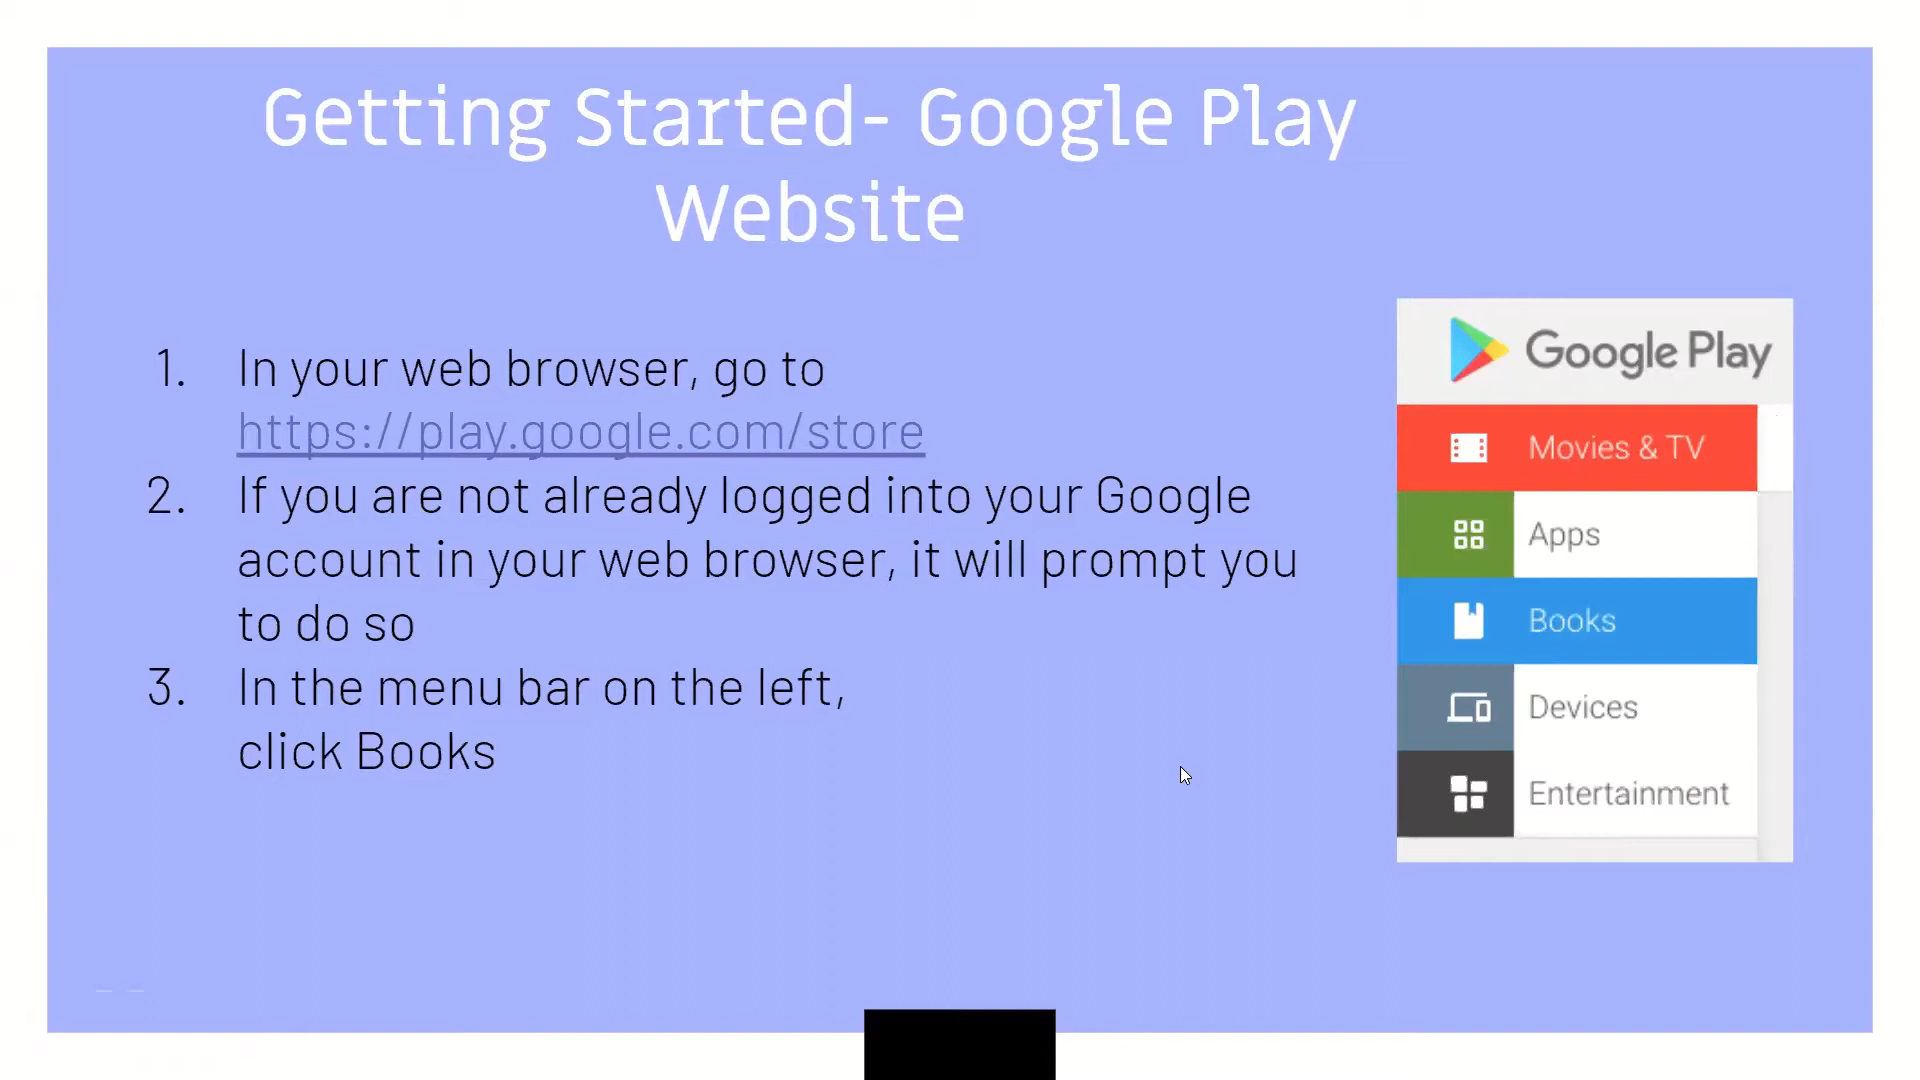 Getting Started- Google Play
Website
1. In your web browser, go to
https://play.google.com/store
2. If you are not already logged into your Google
account in your web browser, it will prompt you
to do so
3. In the menu bar on the left,
click Books
Google Play
Movies & TV
Apps
Books
Devices
Entertainment